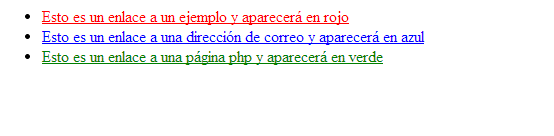 Esto es un enlace a un ejemplo y aparecerá en rojo
Esto es un enlace a una dirección de correo y aparecerá en azul
Esto es un enlace a una página php y aparecerá en verde